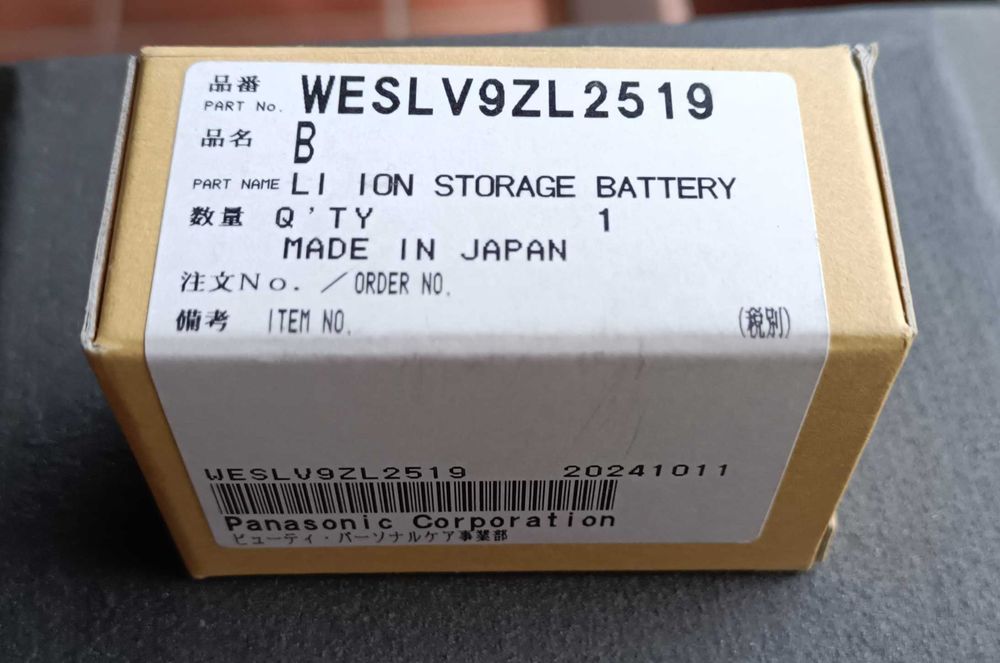 品番 PART No. WESLV9ZL2519
品名 B
PART NAME LI ION STORAGE BATTERY
数量 Q'TY 1
MADE IN JAPAN
注文No. ／ORDER NO.
備考 ITEM NO. (税別)
WESLV9ZL2519 20241011
Panasonic Corporation
ビューティ・パーソナルケア事業部